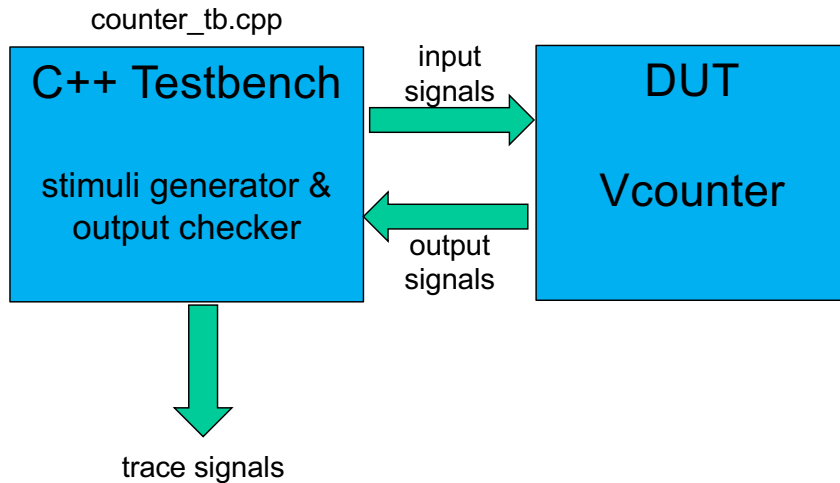 counter_tb.cpp
C++ Testbench
stimuli generator &
output checker
input
signals
output
signals
DUT
Vcounter
trace signals